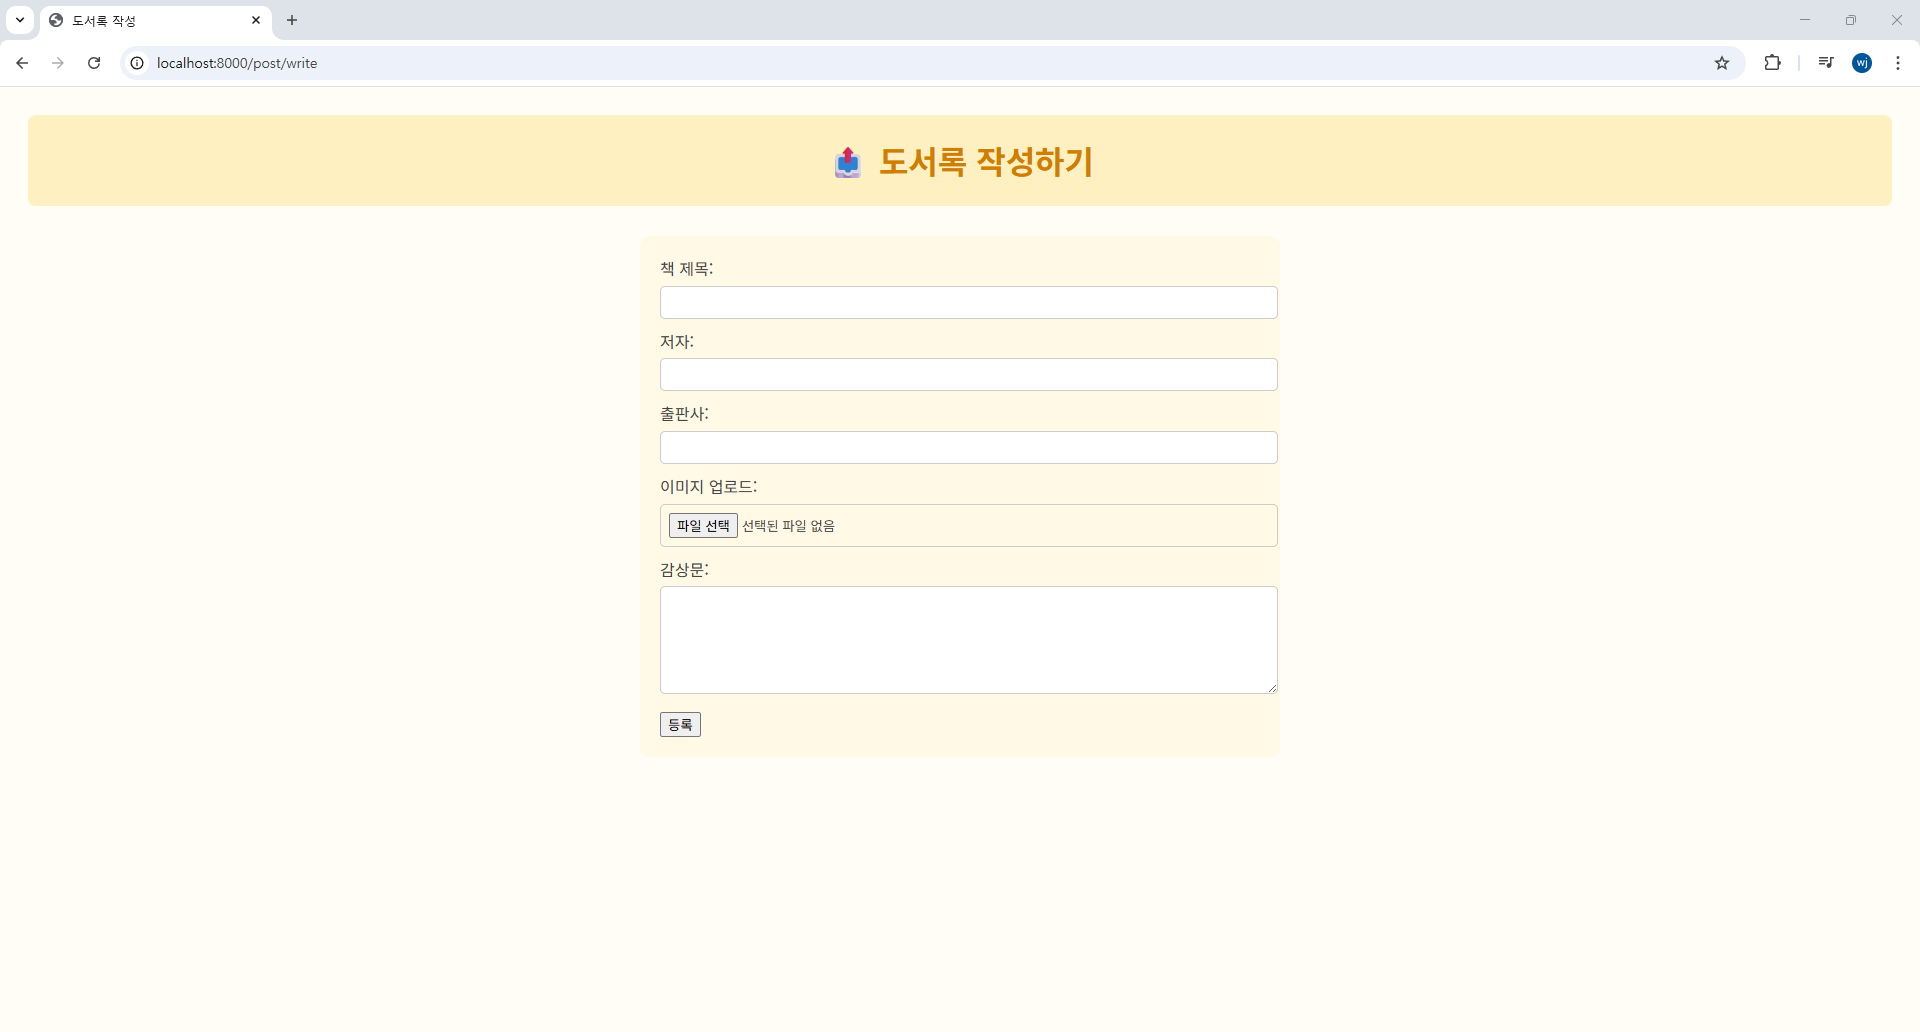 도서록 작성
localhost:8000/post/write
wj
도서록 작성하기
책 제목:
저자:
출판사:
이미지 업로드:
파일 선택 선택된 파일 없음
감상문:
등록